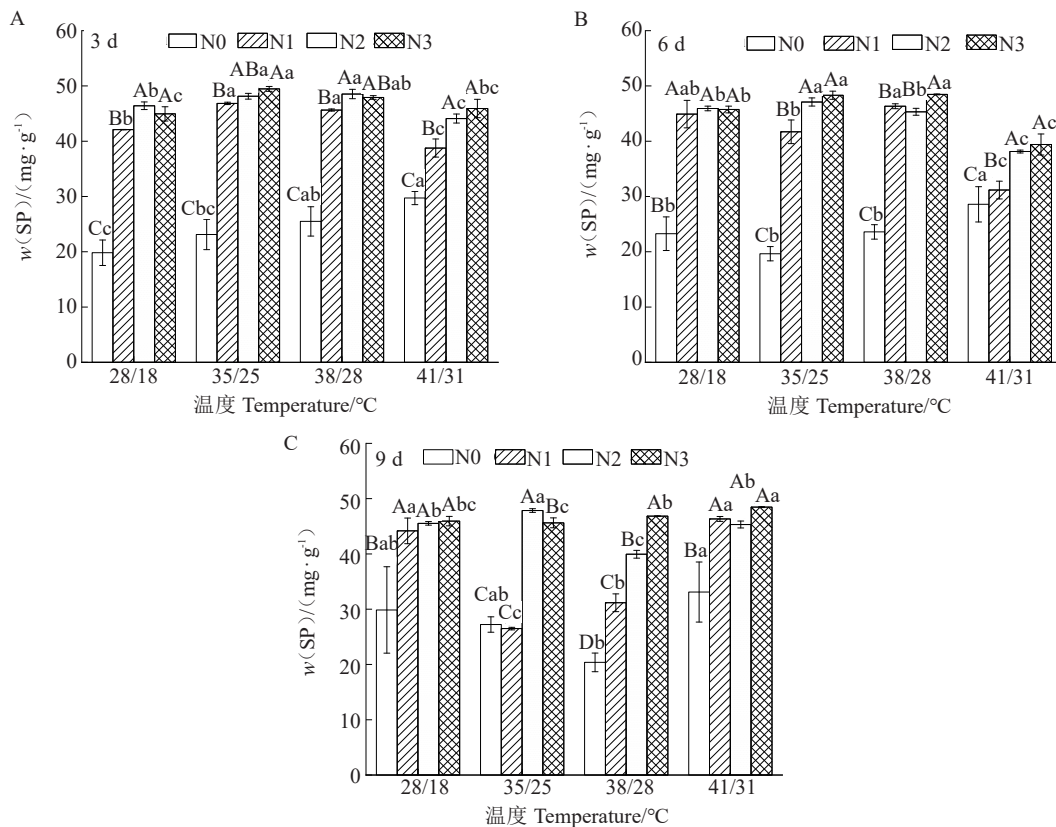 A
3 d
N0 N1 N2 N3
60
50
40
30
20
10
0
w(SP)/(mg·g⁻¹)
Cc Bb Ab Ac
Cbc Ba ABa Aa
Cab Ba Aa ABab
Ca Bc Ab Abc
28/18 35/25 38/28 41/31
温度 Temperature/°C
B
6 d
N0 N1 N2 N3
60
50
40
30
20
10
0
w(SP)/(mg·g⁻¹)
Bb Aab Ab Ab
Cb Bb Aa Aa
Cb Ba Bb Aa
Ca Bc Ac Ac
28/18 35/25 38/28 41/31
温度 Temperature/°C
C
9 d
N0 N1 N2 N3
60
50
40
30
20
10
0
w(SP)/(mg·g⁻¹)
Bab Aa Ab Abc
Cab Cc Aa Bc
Db Cb Bc Ab
Ba Aa Ab Aa
28/18 35/25 38/28 41/31
温度 Temperature/°C